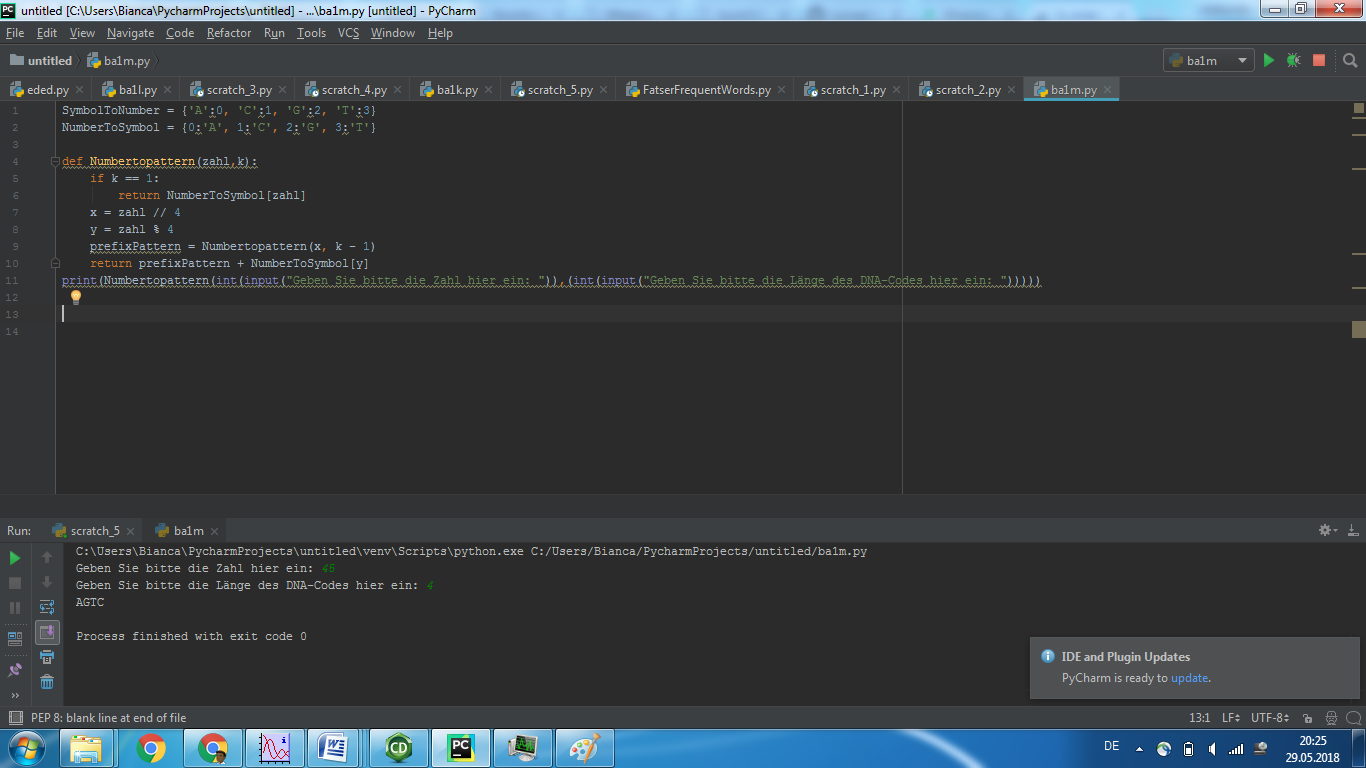 untitled [C:\Users\Bianca\PycharmProjects\untitled] - ...\ba1m.py [untitled] - PyCharm
File Edit View Navigate Code Refactor Run Tools VCS Window Help
untitled ba1m.py ba1m
eded.py ba1l.py scratch_3.py scratch_4.py ba1k.py scratch_5.py FatserFrequentWords.py scratch_1.py scratch_2.py ba1m.py
1 SymbolToNumber = {'A':0, 'C':1, 'G':2, 'T':3}
2 NumberToSymbol = {0:'A', 1:'C', 2:'G', 3:'T'}
3
4 def Numbertopattern(zahl,k):
5 if k == 1:
6 return NumberToSymbol[zahl]
7 x = zahl // 4
8 y = zahl % 4
9 prefixPattern = Numbertopattern(x, k - 1)
10 return prefixPattern + NumberToSymbol[y]
11 print(Numbertopattern(int(input("Geben Sie bitte die Zahl hier ein: ")),(int(input("Geben Sie bitte die Länge des DNA-Codes hier ein: ")))))
12
13
14
Run: scratch_5 ba1m
C:\Users\Bianca\PycharmProjects\untitled\venv\Scripts\python.exe C:/Users/Bianca/PycharmProjects/untitled/ba1m.py
Geben Sie bitte die Zahl hier ein: 45
Geben Sie bitte die Länge des DNA-Codes hier ein: 4
AGTC
Process finished with exit code 0
IDE and Plugin Updates
PyCharm is ready to update.
PEP 8: blank line at end of file 13:1 LF UTF-8
DE 20:25
29.05.2018